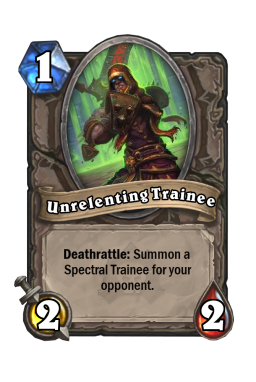 1
Unrelenting Trainee
Deathrattle: Summon a
Spectral Trainee for your
opponent.
2 2